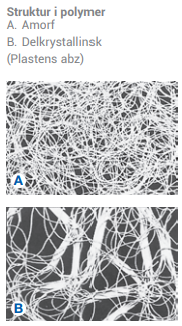 Struktur i polymer
A. Amorf
B. Delkrystallinsk
(Plastens abz)
A
B